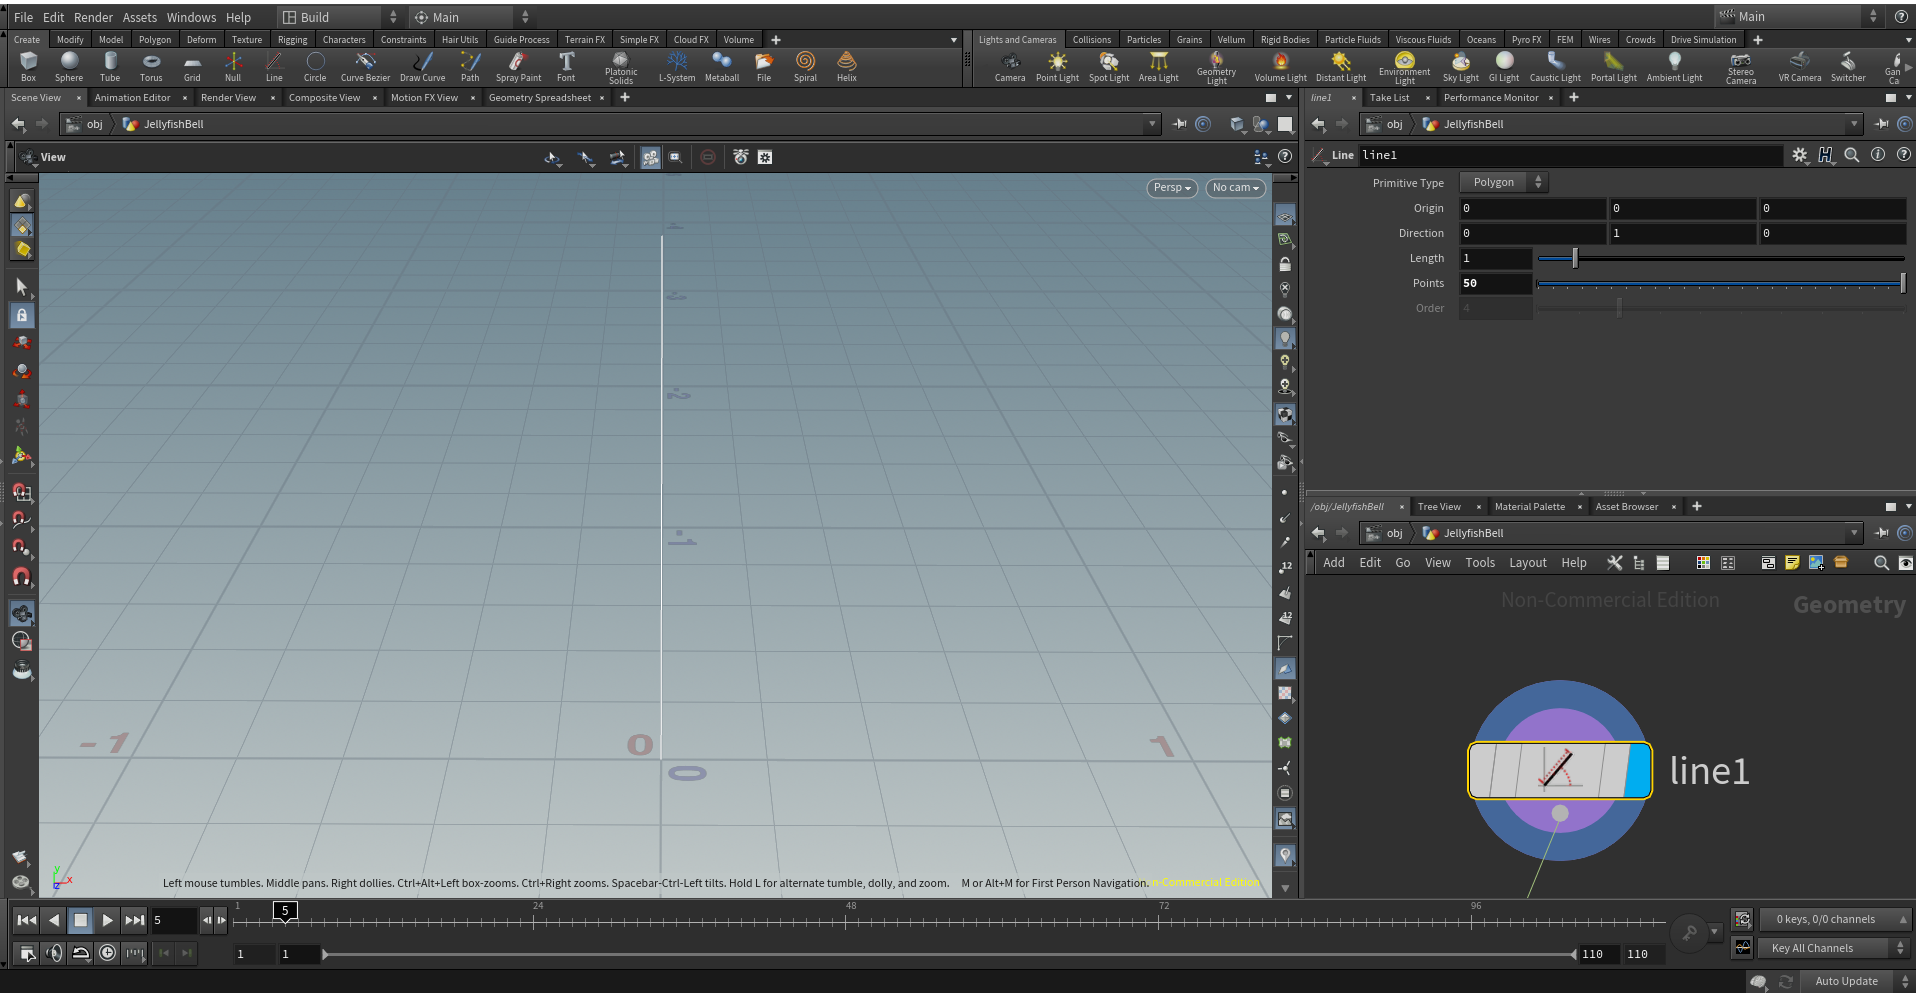 File Edit Render Assets Windows Help Build Main Main
Create Modify Model Polygon Deform Texture Rigging Characters Constraints Hair Utils Guide Process Terrain FX Simple FX Cloud FX Volume
Lights and Cameras Collisions Particles Grains Vellum Rigid Bodies Particle Fluids Viscous Fluids Oceans Pyro FX FEM Wires Crowds Drive Simulation
Box Sphere Tube Torus Grid Null Line Circle Curve Bezier Draw Curve Path Spray Paint Font Platonic Solids L-System Metaball File Spiral Helix
Camera Point Light Spot Light Area Light Geometry Light Volume Light Distant Light Environment Light Sky Light GI Light Caustic Light Portal Light Ambient Light Stereo Camera VR Camera Switcher Gan Ca
Scene View Animation Editor Render View Composite View Motion FX View Geometry Spreadsheet
line1 Take List Performance Monitor
obj JellyfishBell
obj JellyfishBell
View
Line line1
Persp No cam
Primitive Type Polygon
Origin 0 0 0
Direction 0 1 0
Length 1
Points 50
Order 4
-2
-1
-1 0 1
0
/obj/JellyfishBell Tree View Material Palette Asset Browser
obj JellyfishBell
Add Edit Go View Tools Layout Help
Non-Commercial Edition Geometry
line1
Left mouse tumbles. Middle pans. Right dollies. Ctrl+Alt+Left box-zooms. Ctrl+Right zooms. Spacebar-Ctrl-Left tilts. Hold L for alternate tumble, dolly, and zoom. M or Alt+M for First Person Navigation. n-Commercial Edition
5 1 5 24 48 72 96
0 keys, 0/0 channels
1 1 110 110
Key All Channels
Auto Update